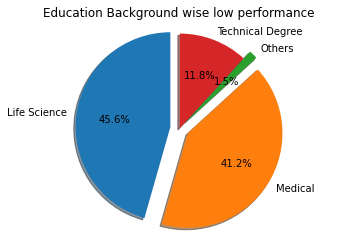 Education Background wise low performance
Technical Degree
Others
11.8%
1.5%
Life Science
45.6%
41.2%
Medical